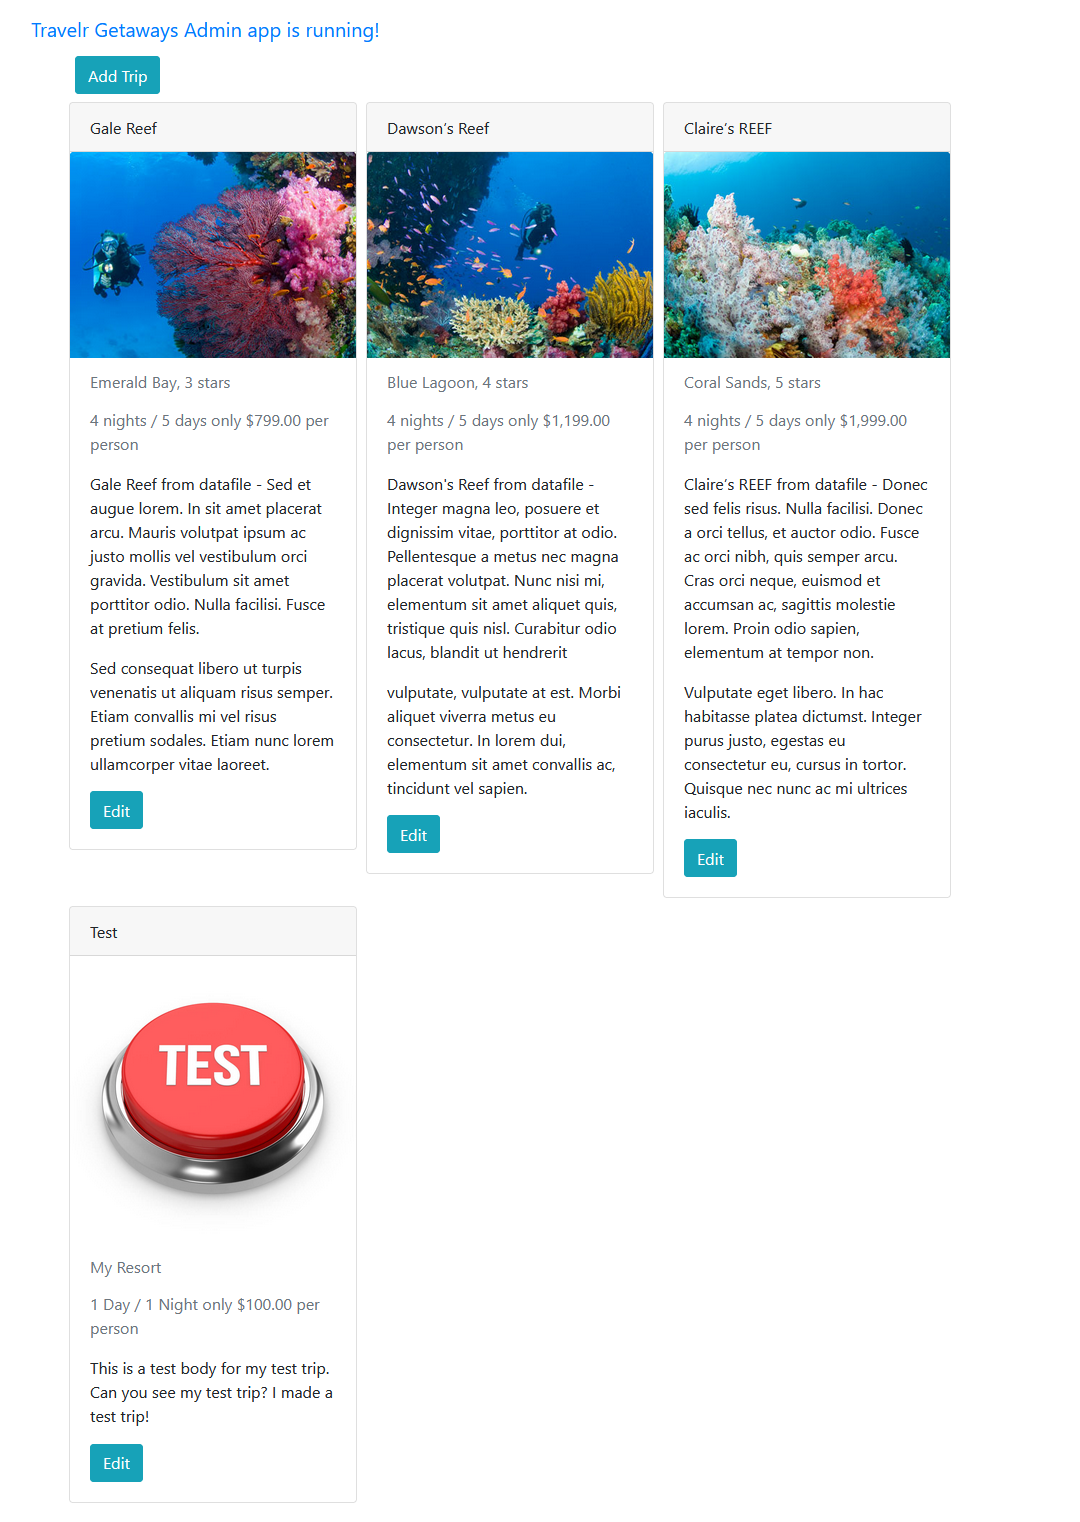 Travelr Getaways Admin app is running!
Add Trip
Gale Reef
Emerald Bay, 3 stars
4 nights / 5 days only $799.00 per
person
Gale Reef from datafile - Sed et
augue lorem. In sit amet placerat
arcu. Mauris volutpat ipsum ac
justo mollis vel vestibulum orci
gravida. Vestibulum sit amet
porttitor odio. Nulla facilisi. Fusce
at pretium felis.
Sed consequat libero ut turpis
venenatis ut aliquam risus semper.
Etiam convallis mi vel risus
pretium sodales. Etiam nunc lorem
ullamcorper vitae laoreet.
Edit
Dawson's Reef
Blue Lagoon, 4 stars
4 nights / 5 days only $1,199.00
per person
Dawson's Reef from datafile -
Integer magna leo, posuere et
dignissim vitae, porttitor at odio.
Pellentesque a metus nec magna
placerat volutpat. Nunc nisi mi,
elementum sit amet aliquet quis,
tristique quis nisl. Curabitur odio
lacus, blandit ut hendrerit
vulputate, vulputate at est. Morbi
aliquet viverra metus eu
consectetur. In lorem dui,
elementum sit amet convallis ac,
tincidunt vel sapien.
Edit
Claire's REEF
Coral Sands, 5 stars
4 nights / 5 days only $1,999.00
per person
Claire's REEF from datafile - Donec
sed felis risus. Nulla facilisi. Donec
a orci tellus, et auctor odio. Fusce
ac orci nibh, quis semper arcu.
Cras orci neque, euismod et
accumsan ac, sagittis molestie
lorem. Proin odio sapien,
elementum at tempor non.
Vulputate eget libero. In hac
habitasse platea dictumst. Integer
purus justo, egestas eu
consectetur eu, cursus in tortor.
Quisque nec nunc ac mi ultrices
iaculis.
Edit
Test
TEST
My Resort
1 Day / 1 Night only $100.00 per
person
This is a test body for my test trip.
Can you see my test trip? I made a
test trip!
Edit